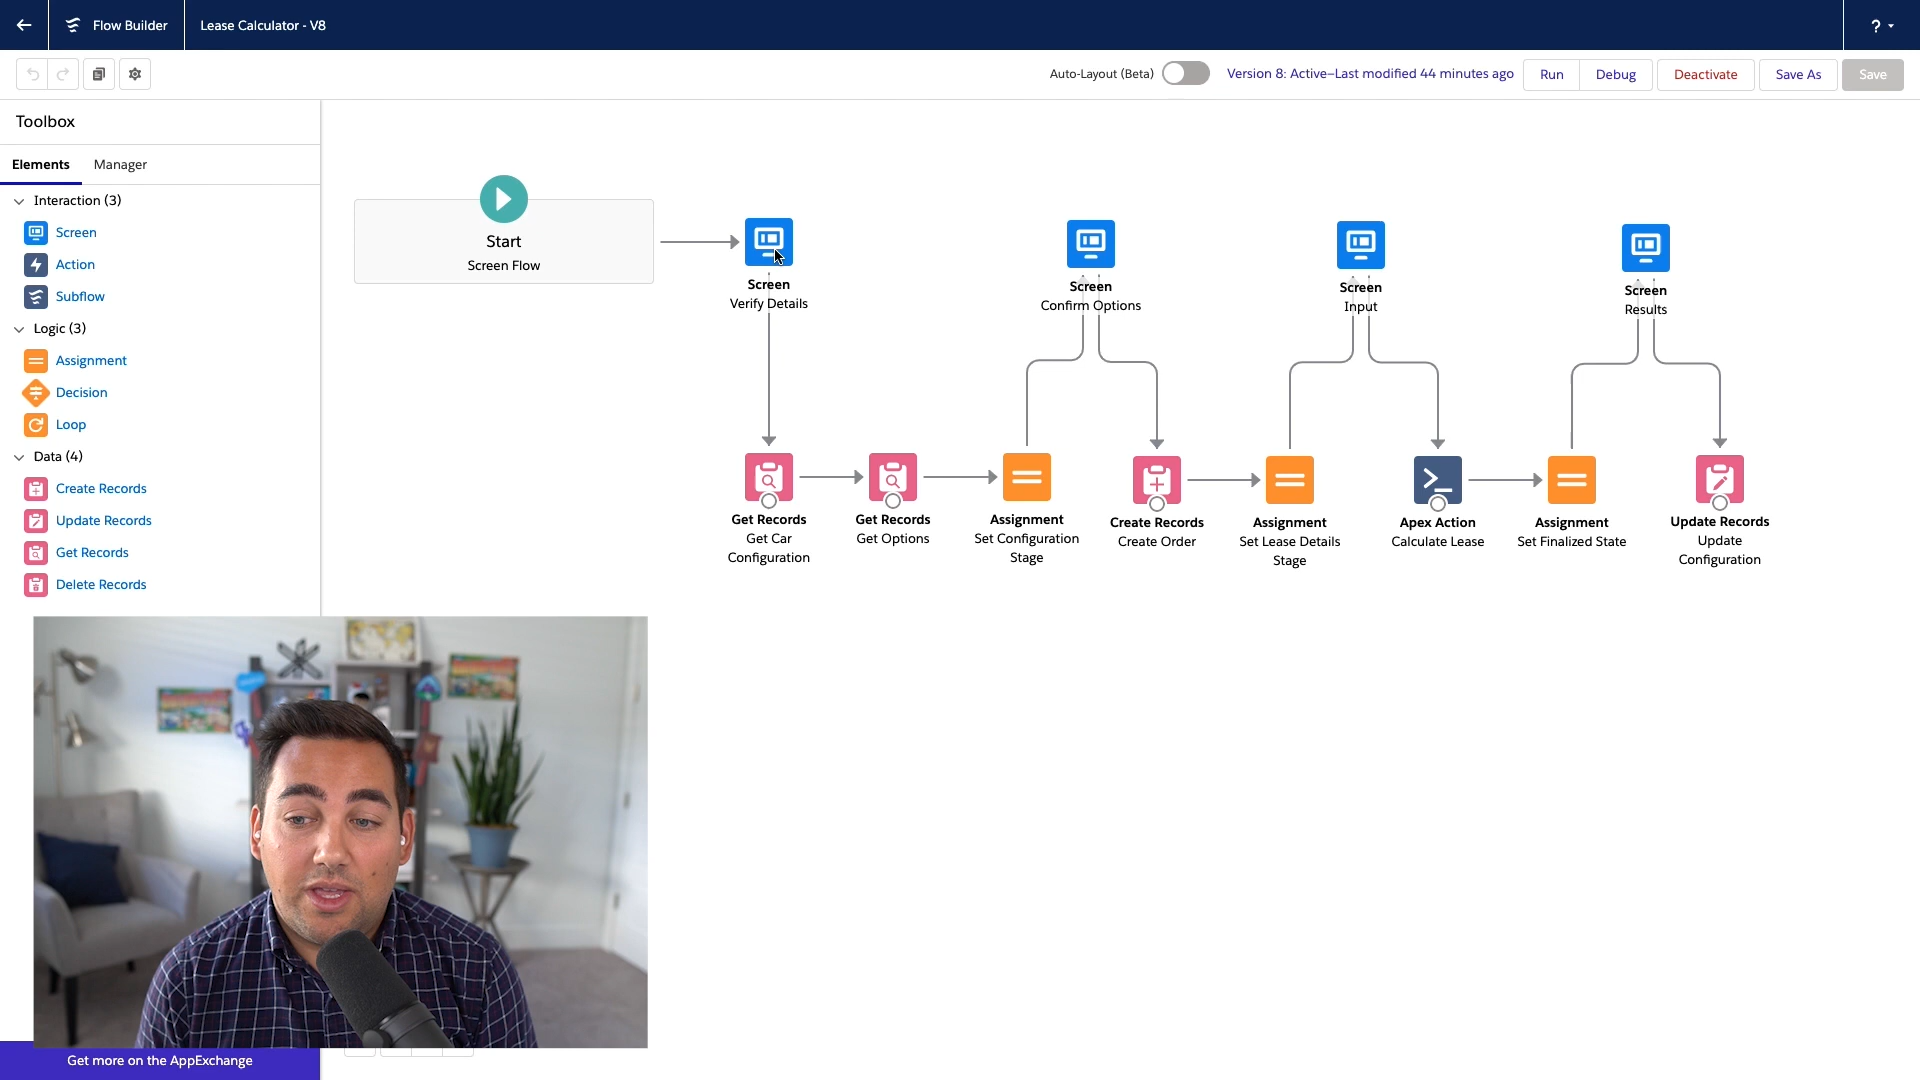 Flow Builder
Lease Calculator - V8
?
Auto-Layout (Beta)
Version 8: Active—Last modified 44 minutes ago
Run
Debug
Deactivate
Save As
Save
Toolbox
Elements
Manager
Interaction (3)
Screen
Action
Subflow
Logic (3)
Assignment
Decision
Loop
Data (4)
Create Records
Update Records
Get Records
Delete Records
Get more on the AppExchange
Start
Screen Flow
Screen
Verify Details
Screen
Confirm Options
Screen
Input
Screen
Results
Get Records
Get Car
Configuration
Get Records
Get Options
Assignment
Set Configuration
Stage
Create Records
Create Order
Assignment
Set Lease Details
Stage
Apex Action
Calculate Lease
Assignment
Set Finalized State
Update Records
Update
Configuration